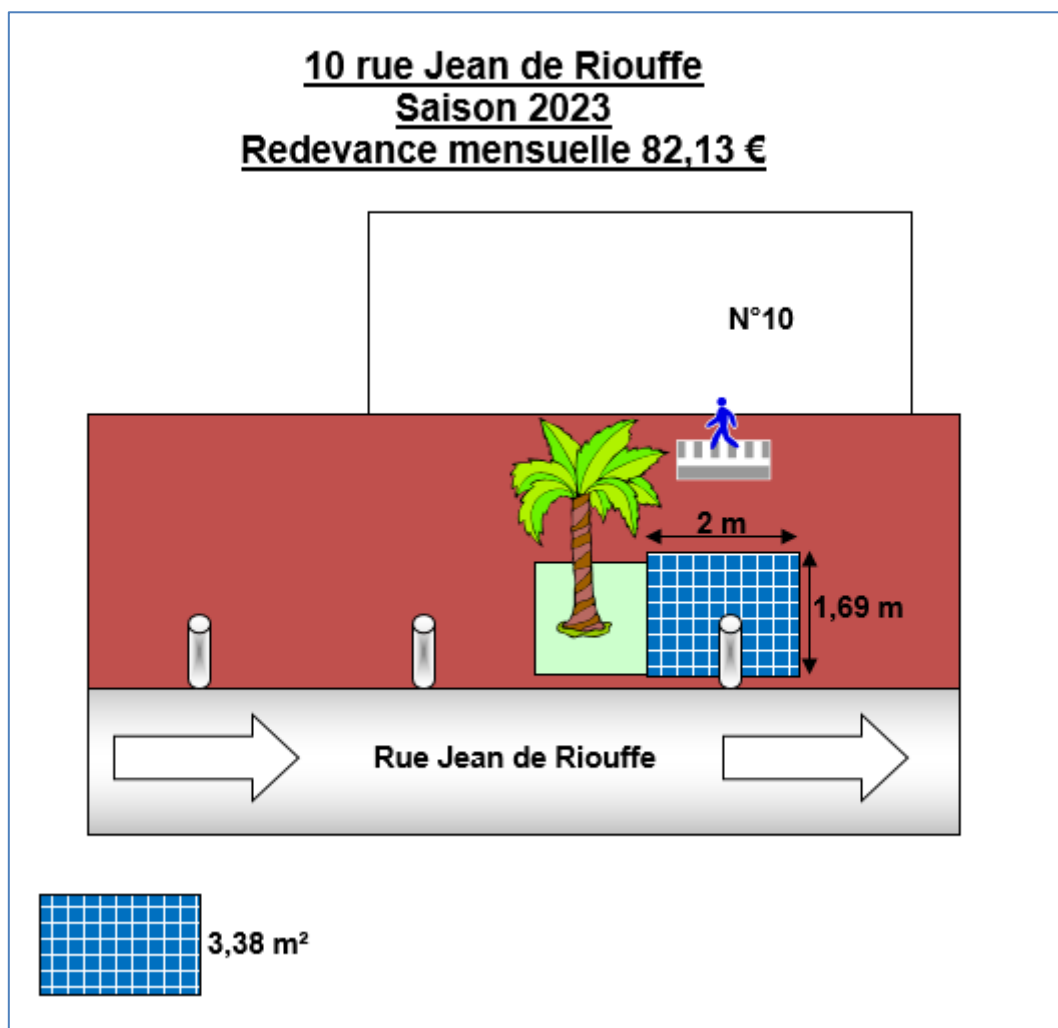 10 rue Jean de Riouffe
Saison 2023
Redevance mensuelle 82,13 €
N°10
2 m
1,69 m
Rue Jean de Riouffe
3,38 m²